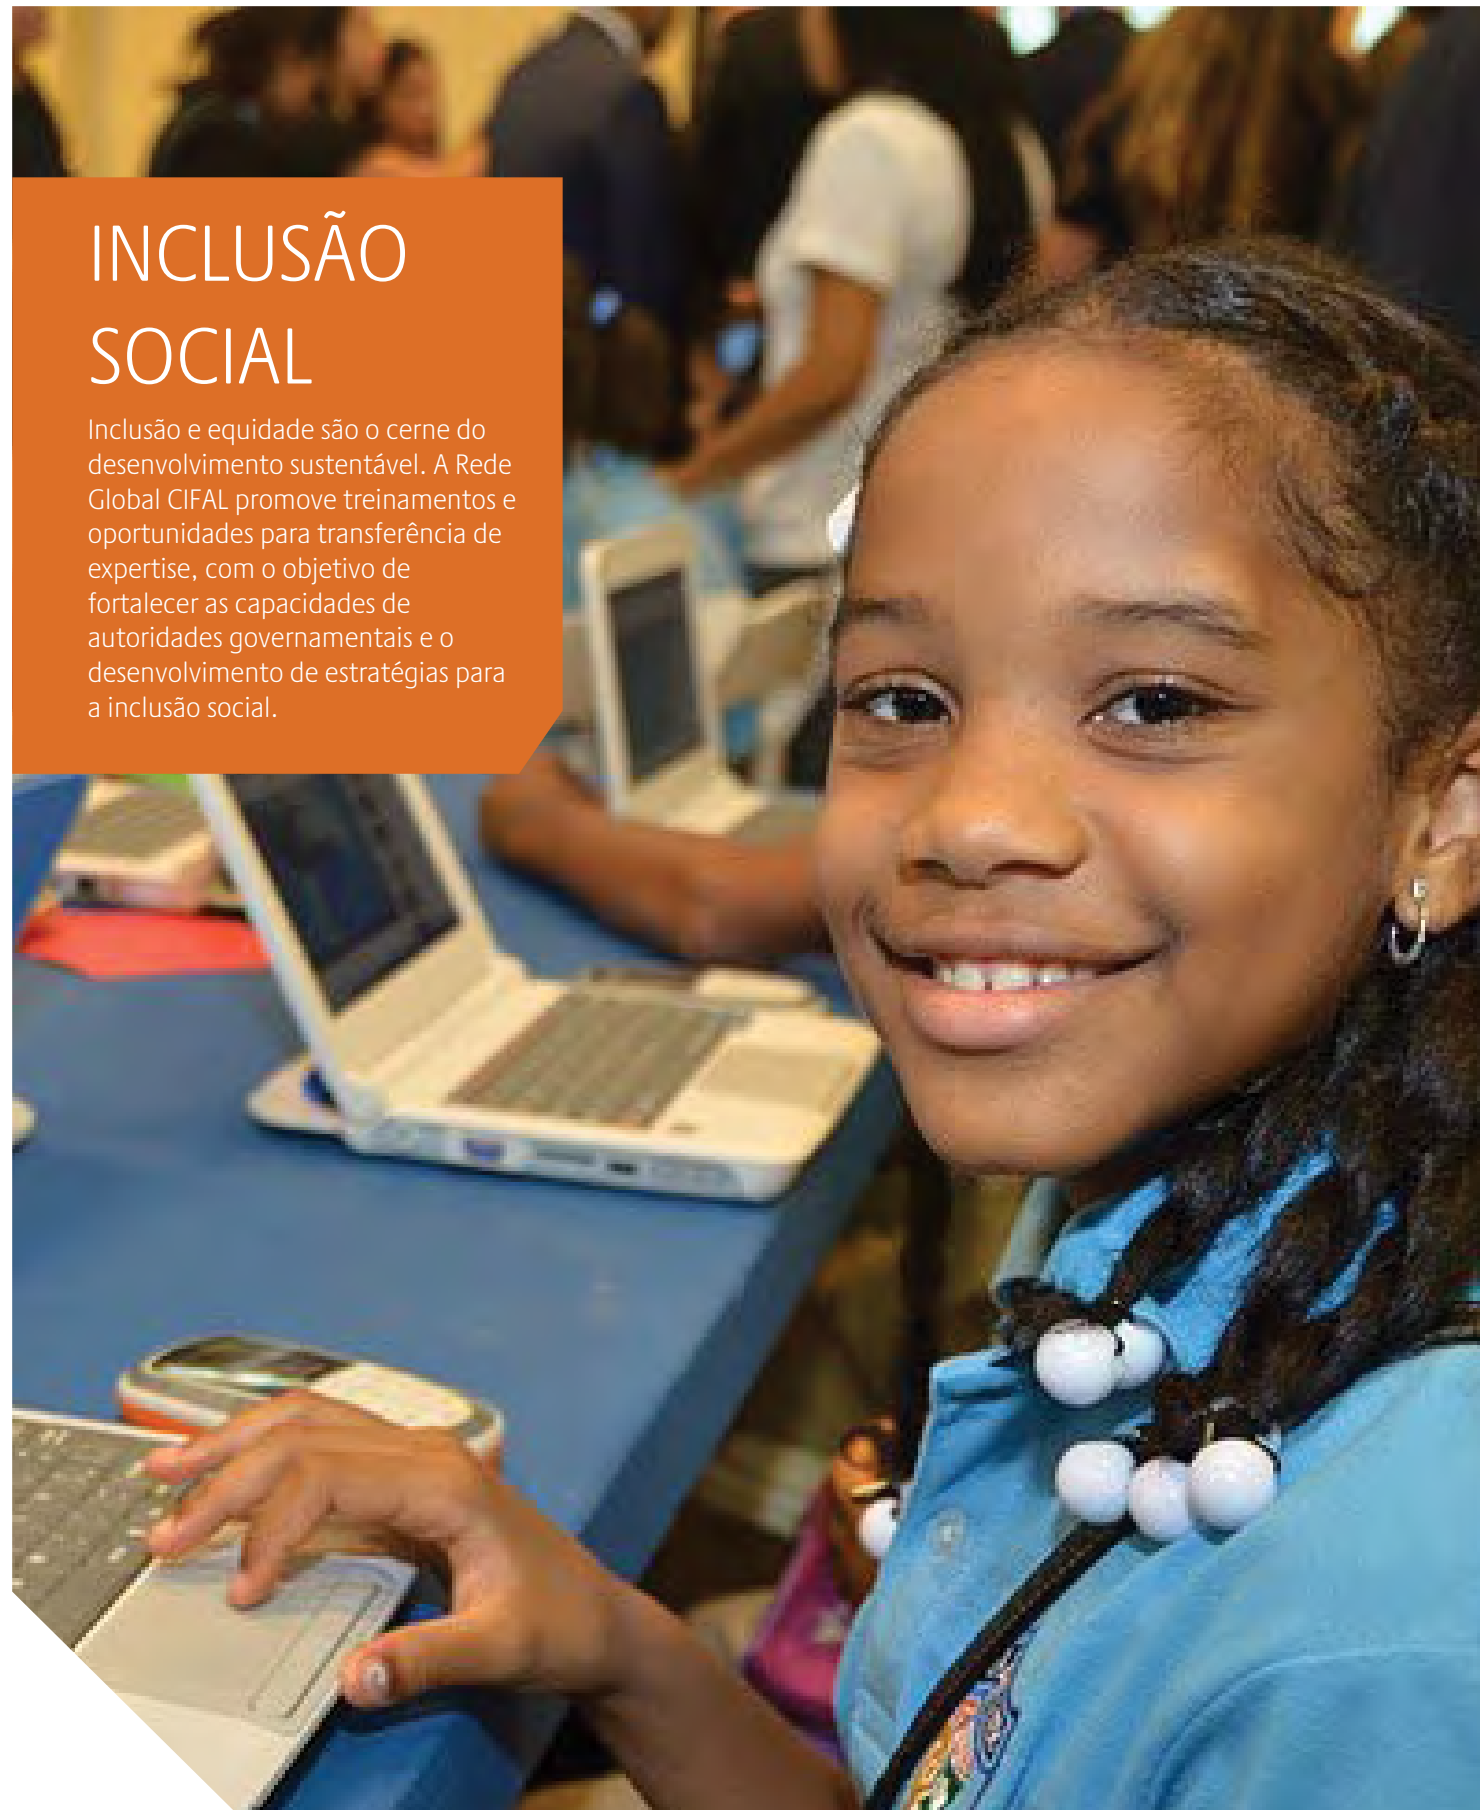 INCLUSÃO
SOCIAL
Inclusão e equidade são o cerne do
desenvolvimento sustentável. A Rede
Global CIFAL promove treinamentos e
oportunidades para transferência de
expertise, com o objetivo de
fortalecer as capacidades de
autoridades governamentais e o
desenvolvimento de estratégias para
a inclusão social.